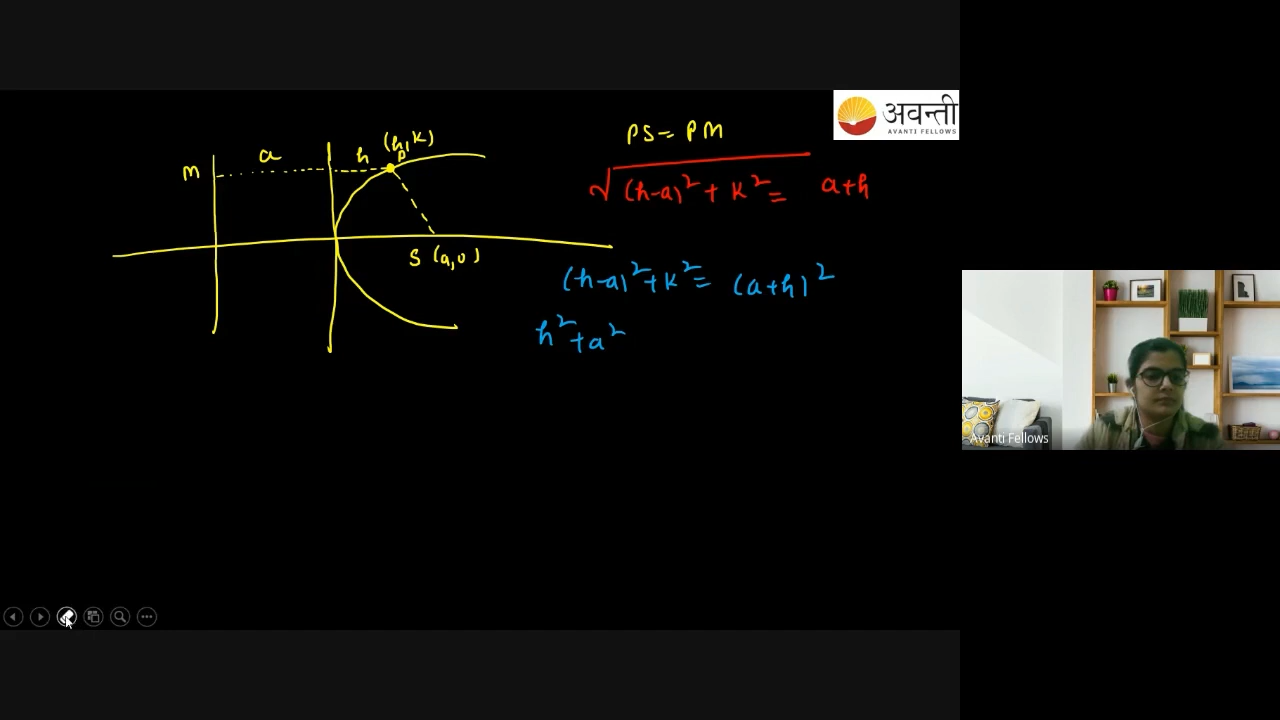 अवन्ती
AVANTI FELLOWS
PS = PM
(h,k)
P
a
h
M
√(h-a)² + k² = a+h
S (a,0)
(h-a)² + k² = (a+h)²
h² + a²
Avanti Fellows